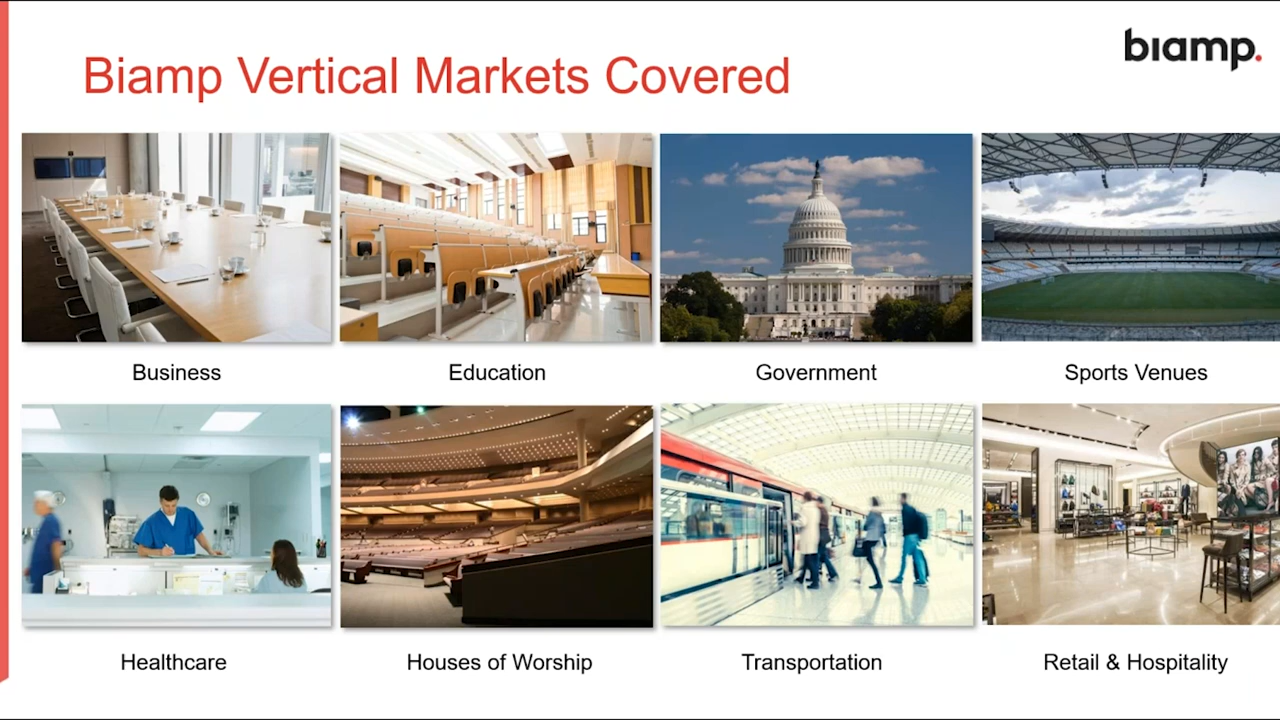 biamp.
Biamp Vertical Markets Covered
Business
Education
Government
Sports Venues
Healthcare
Houses of Worship
Transportation
Retail & Hospitality